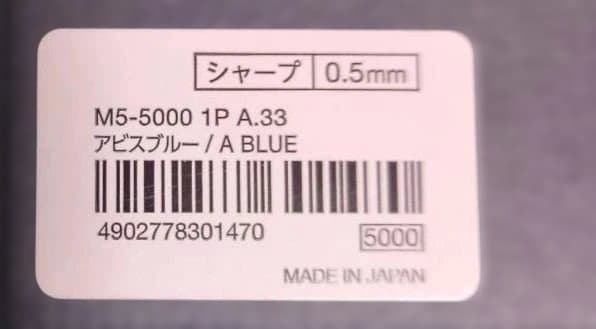 シャープ 0.5mm
M5-5000 1P A.33
アビスブルー / A BLUE
4902778301470 5000
MADE IN JAPAN